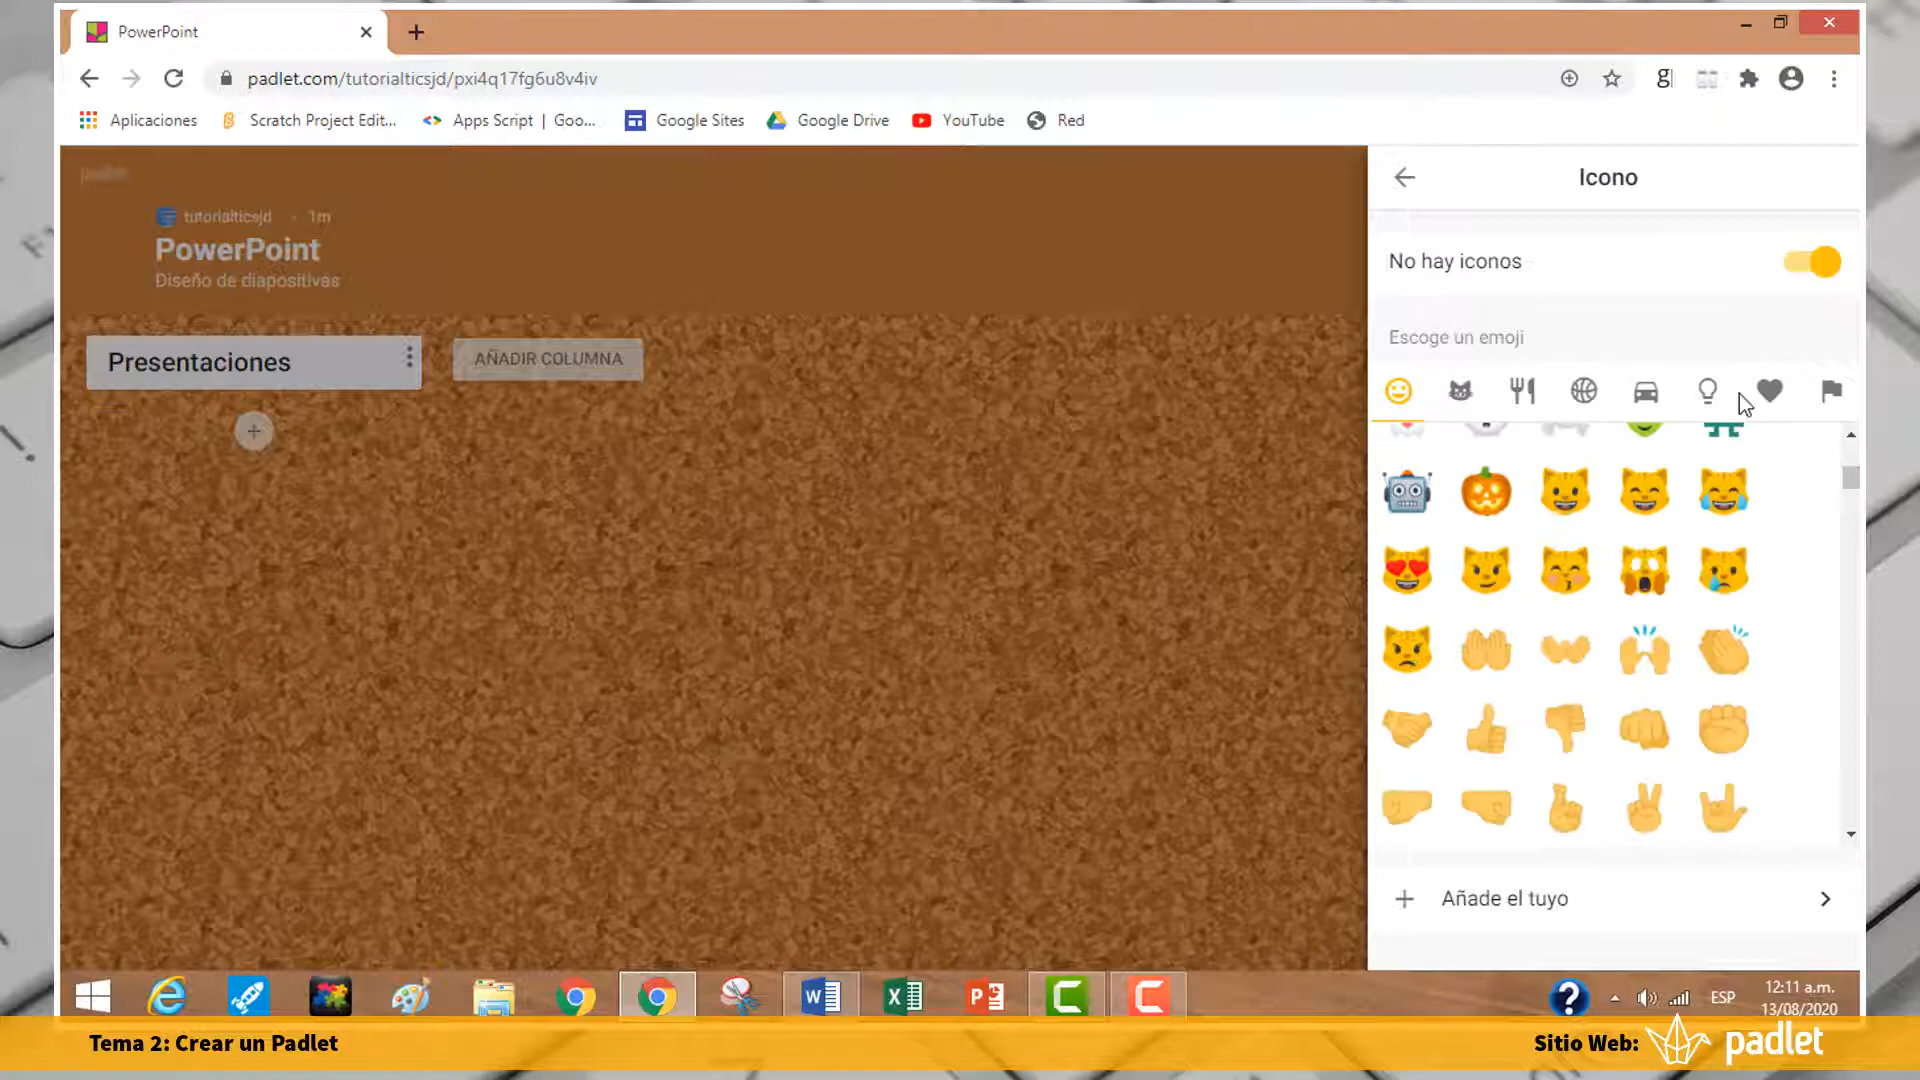 PowerPoint
padlet.com/tutorialticsjd/pxi4q17fg6u8v4iv
Aplicaciones
Scratch Project Edit...
Apps Script | Goo...
Google Sites
Google Drive
YouTube
Red
padlet
tutorialticsjd · 1m
PowerPoint
Diseño de diapositivas
Presentaciones
AÑADIR COLUMNA
Icono
No hay iconos
Escoge un emoji
Añade el tuyo
ESP
12:11 a.m.
13/08/2020
Tema 2: Crear un Padlet
Sitio Web:
padlet